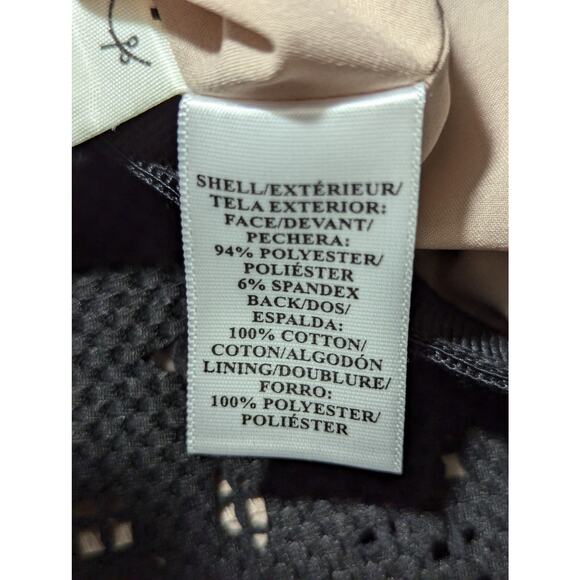 SHELL/EXTÉRIEUR/
TELA EXTERIOR:
FACE/DEVANT/
PECHERA:
94% POLYESTER/
POLIÉSTER
6% SPANDEX
BACK/DOS/
ESPALDA:
100% COTTON/
COTON/ALGODÓN
LINING/DOUBLURE/
FORRO:
100% POLYESTER/
POLIÉSTER